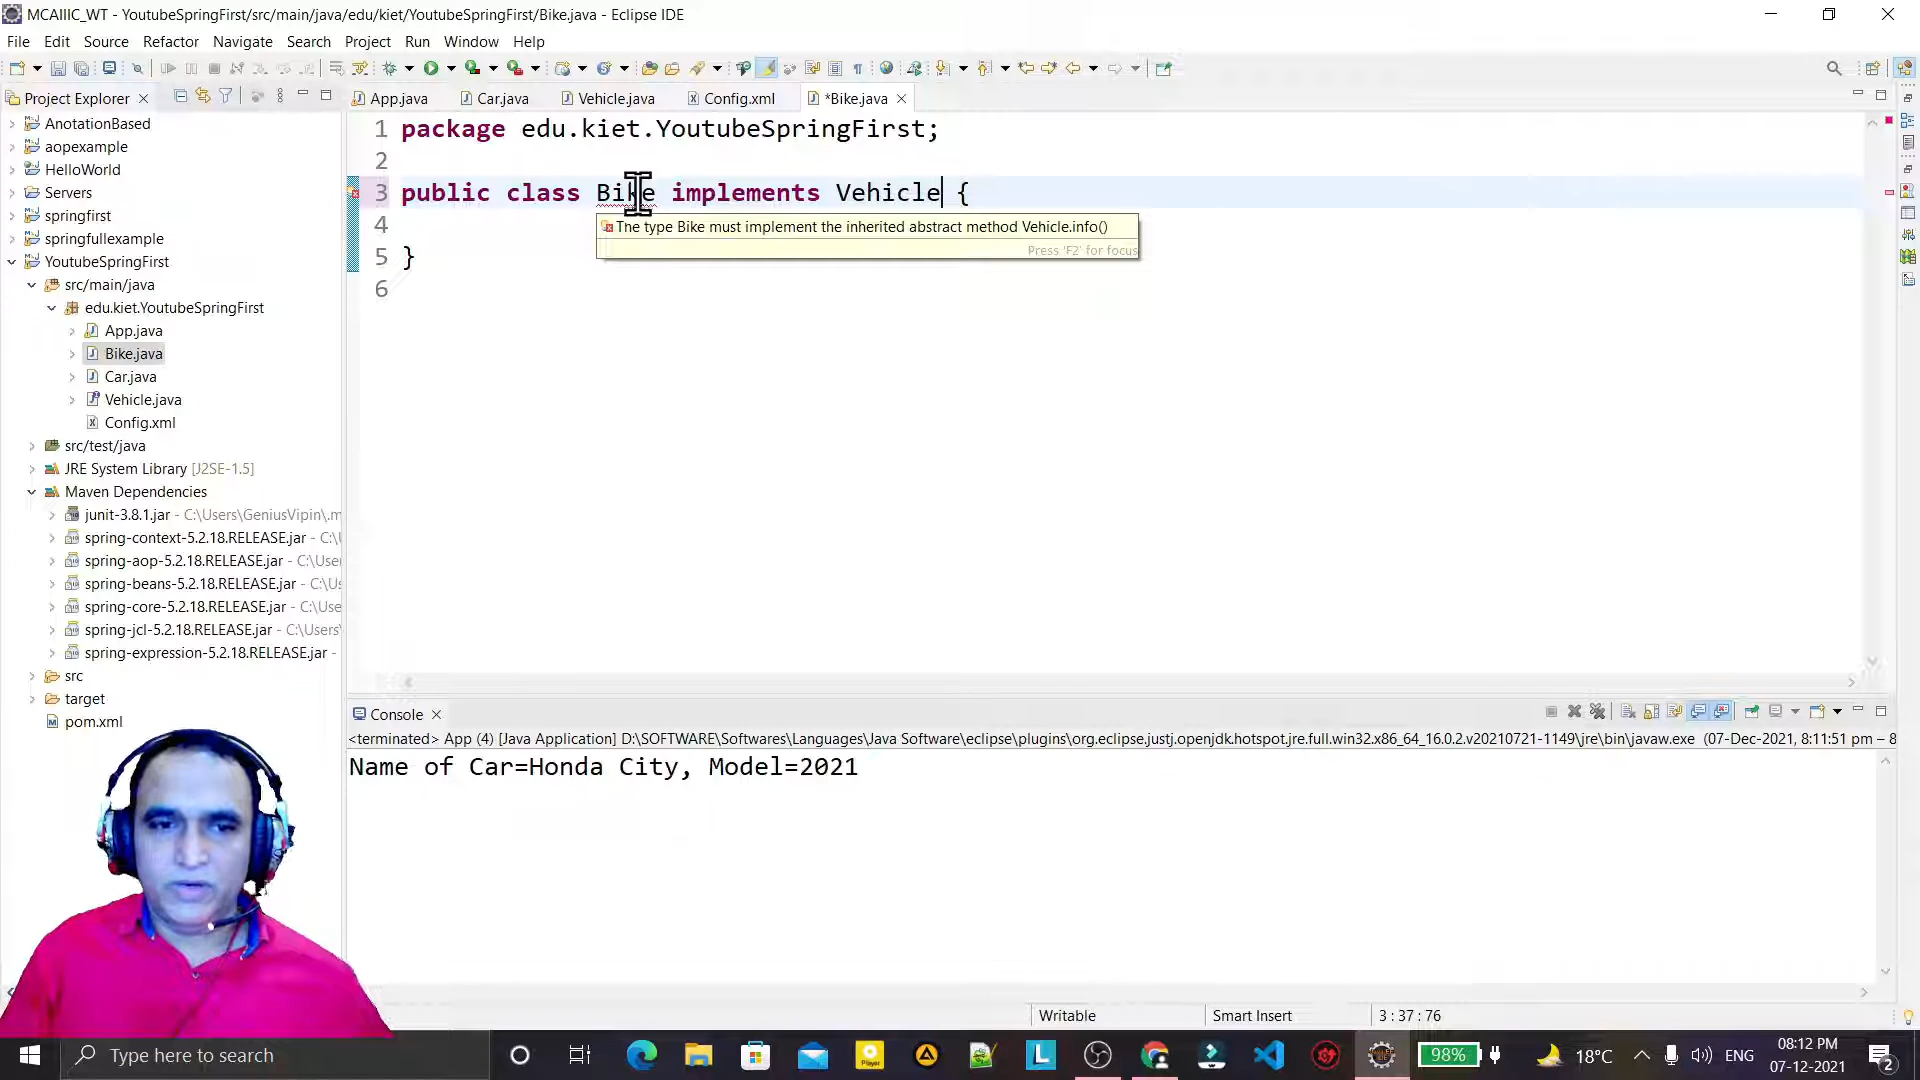 MCAIIIC_WT - YoutubeSpringFirst/src/main/java/edu/kiet/YoutubeSpringFirst/Bike.java - Eclipse IDE
File Edit Source Refactor Navigate Search Project Run Window Help
Project Explorer
App.java Car.java Vehicle.java Config.xml *Bike.java
AnotationBased
aopexample
HelloWorld
Servers
springfirst
springfullexample
YoutubeSpringFirst
src/main/java
edu.kiet.YoutubeSpringFirst
App.java
Bike.java
Car.java
Vehicle.java
Config.xml
src/test/java
JRE System Library [J2SE-1.5]
Maven Dependencies
junit-3.8.1.jar - C:\Users\GeniusVipin\.m
spring-context-5.2.18.RELEASE.jar - C:\
spring-aop-5.2.18.RELEASE.jar - C:\Use
spring-beans-5.2.18.RELEASE.jar - C:\Us
spring-core-5.2.18.RELEASE.jar - C:\Use
spring-jcl-5.2.18.RELEASE.jar - C:\Users\
spring-expression-5.2.18.RELEASE.jar -
src
target
pom.xml
1 package edu.kiet.YoutubeSpringFirst;
2
3 public class Bike implements Vehicle {
4
The type Bike must implement the inherited abstract method Vehicle.info()
Press 'F2' for focus
5 }
6
Console
<terminated> App (4) [Java Application] D:\SOFTWARE\Softwares\Languages\Java Software\eclipse\plugins\org.eclipse.justj.openjdk.hotspot.jre.full.win32.x86_64_16.0.2.v20210721-1149\jre\bin\javaw.exe (07-Dec-2021, 8:11:51 pm – 8
Name of Car=Honda City, Model=2021
Writable Smart Insert 3 : 37 : 76
Type here to search
98% 18°C ENG 08:12 PM
07-12-2021
2